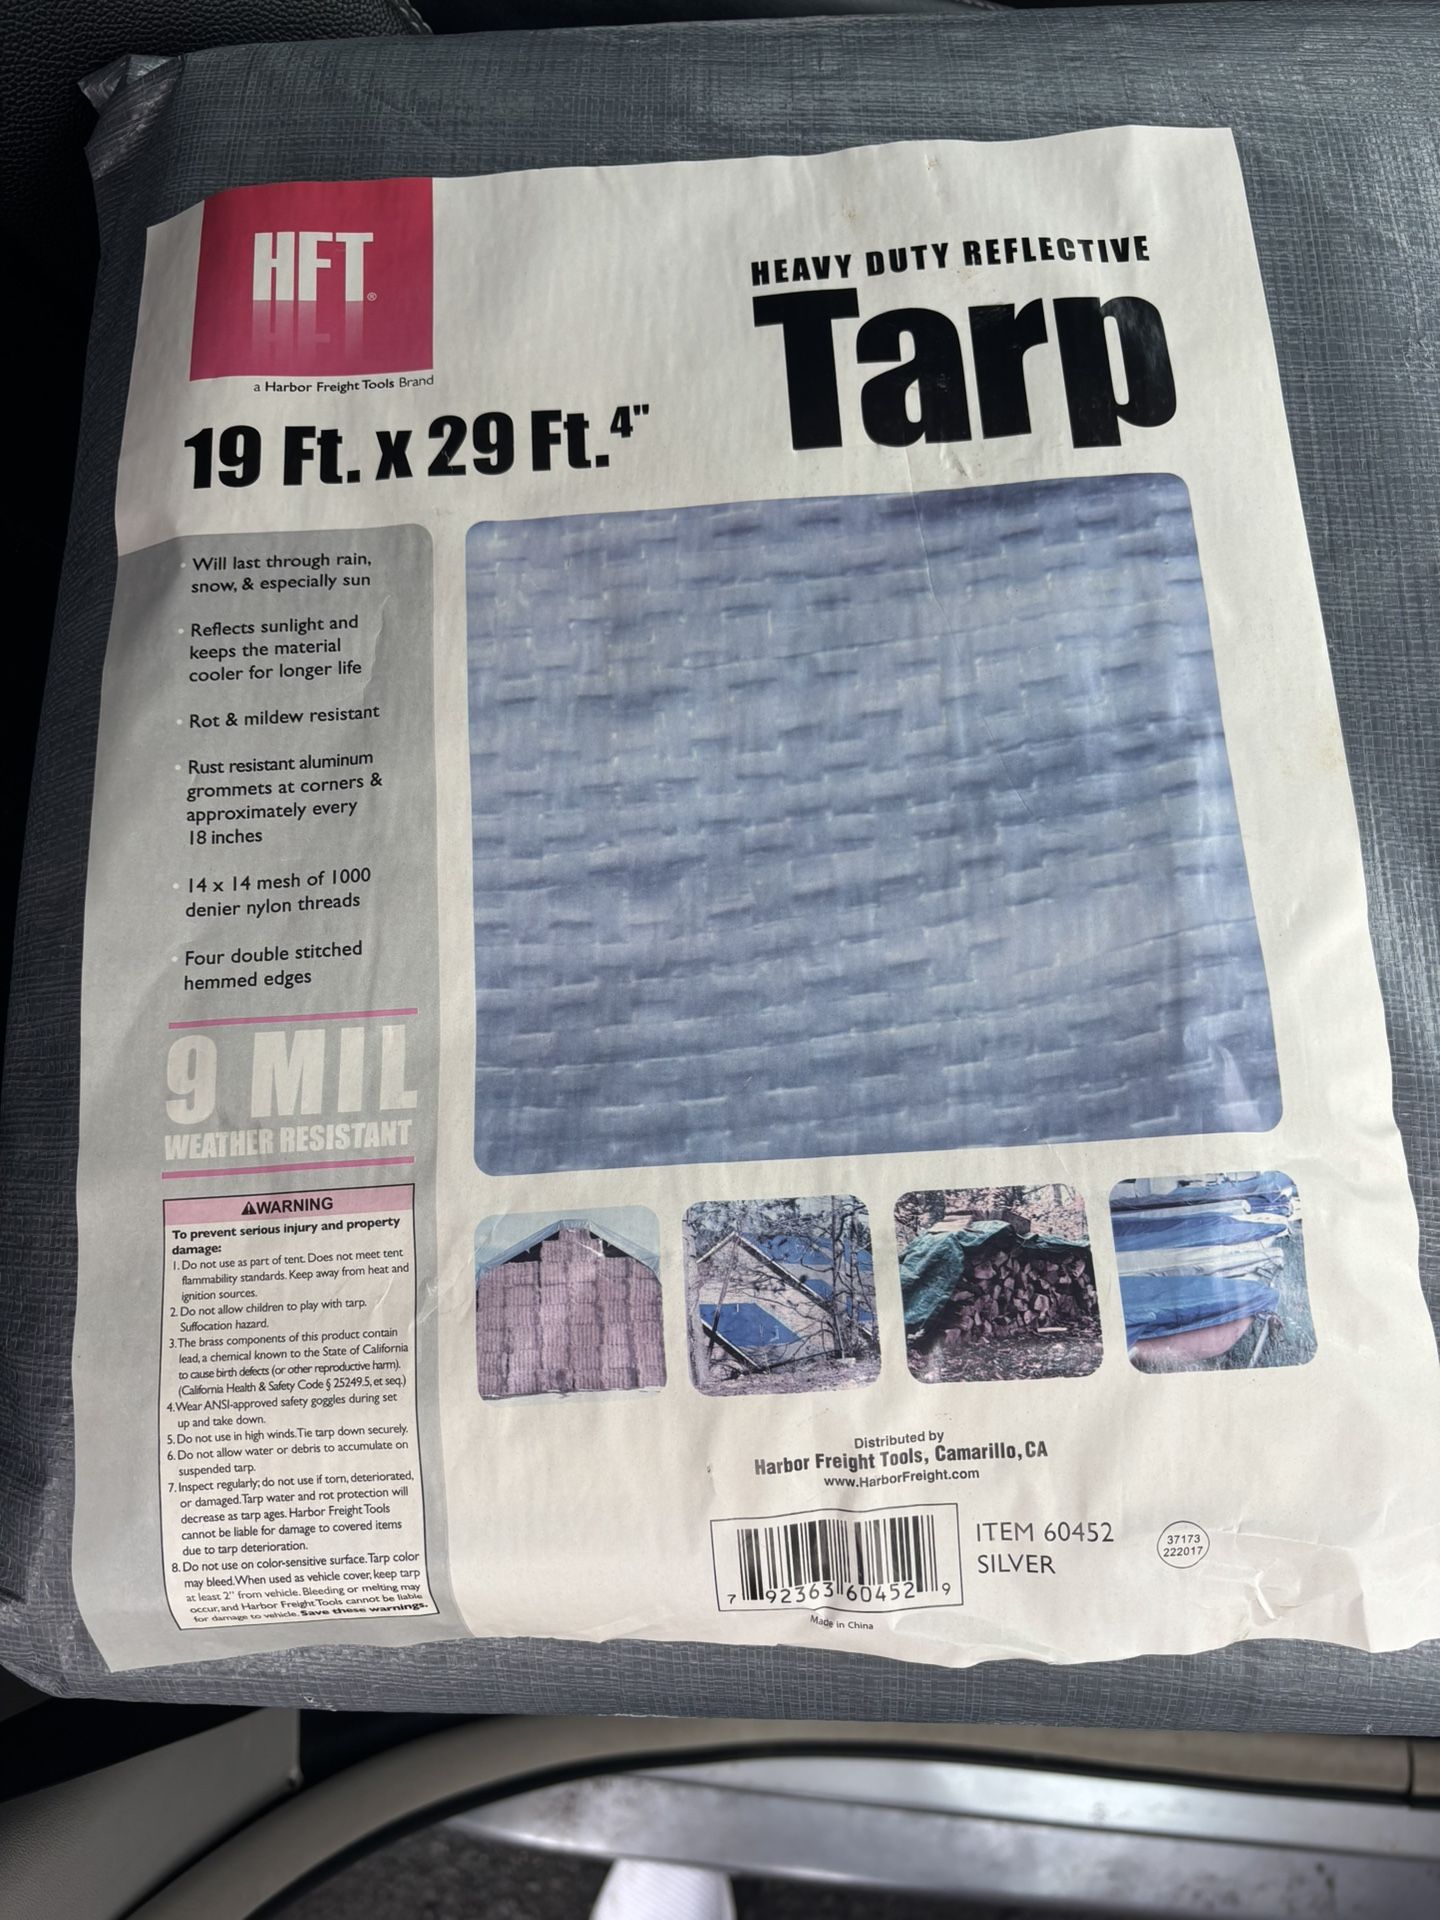 HFT®
a Harbor Freight Tools Brand
HEAVY DUTY REFLECTIVE
Tarp
19 Ft. x 29 Ft. 4"
• Will last through rain,
snow, & especially sun
• Reflects sunlight and
keeps the material
cooler for longer life
• Rot & mildew resistant
• Rust resistant aluminum
grommets at corners &
approximately every
18 inches
• 14 x 14 mesh of 1000
denier nylon threads
• Four double stitched
hemmed edges
9 MIL
WEATHER RESISTANT
⚠WARNING
To prevent serious injury and property
damage:
1. Do not use as part of tent. Does not meet tent
flammability standards. Keep away from heat and
ignition sources.
2. Do not allow children to play with tarp.
Suffocation hazard.
3. The brass components of this product contain
lead, a chemical known to the State of California
to cause birth defects (or other reproductive harm).
(California Health & Safety Code § 25249.5, et seq.)
4. Wear ANSI-approved safety goggles during set
up and take down.
5. Do not use in high winds. Tie tarp down securely.
6. Do not allow water or debris to accumulate on
suspended tarp.
7. Inspect regularly; do not use if torn, deteriorated,
or damaged. Tarp water and rot protection will
decrease as tarp ages. Harbor Freight Tools
cannot be liable for damage to covered items
due to tarp deterioration.
8. Do not use on color-sensitive surface. Tarp color
may bleed. When used as vehicle cover, keep tarp
at least 2" from vehicle. Bleeding or melting may
occur, and Harbor Freight Tools cannot be liable
for damage to vehicle. Save these warnings.
Distributed by
Harbor Freight Tools, Camarillo, CA
www.HarborFreight.com
7 92363 60452 9
ITEM 60452
SILVER
37173
222017
Made in China